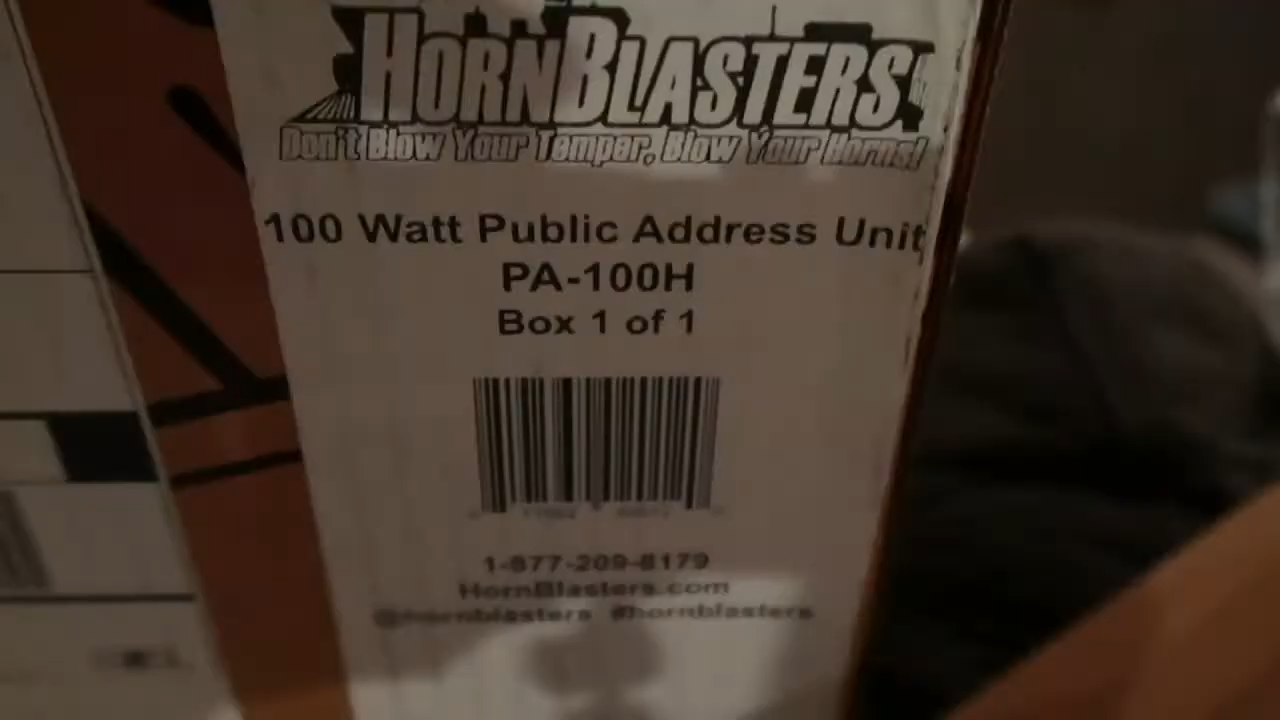 HORNBLASTERS
Don't Blow Your Temper, Blow Your Horns!
100 Watt Public Address Unit
PA-100H
Box 1 of 1
1-877-209-8179
HornBlasters.com
@hornblasters #hornblasters